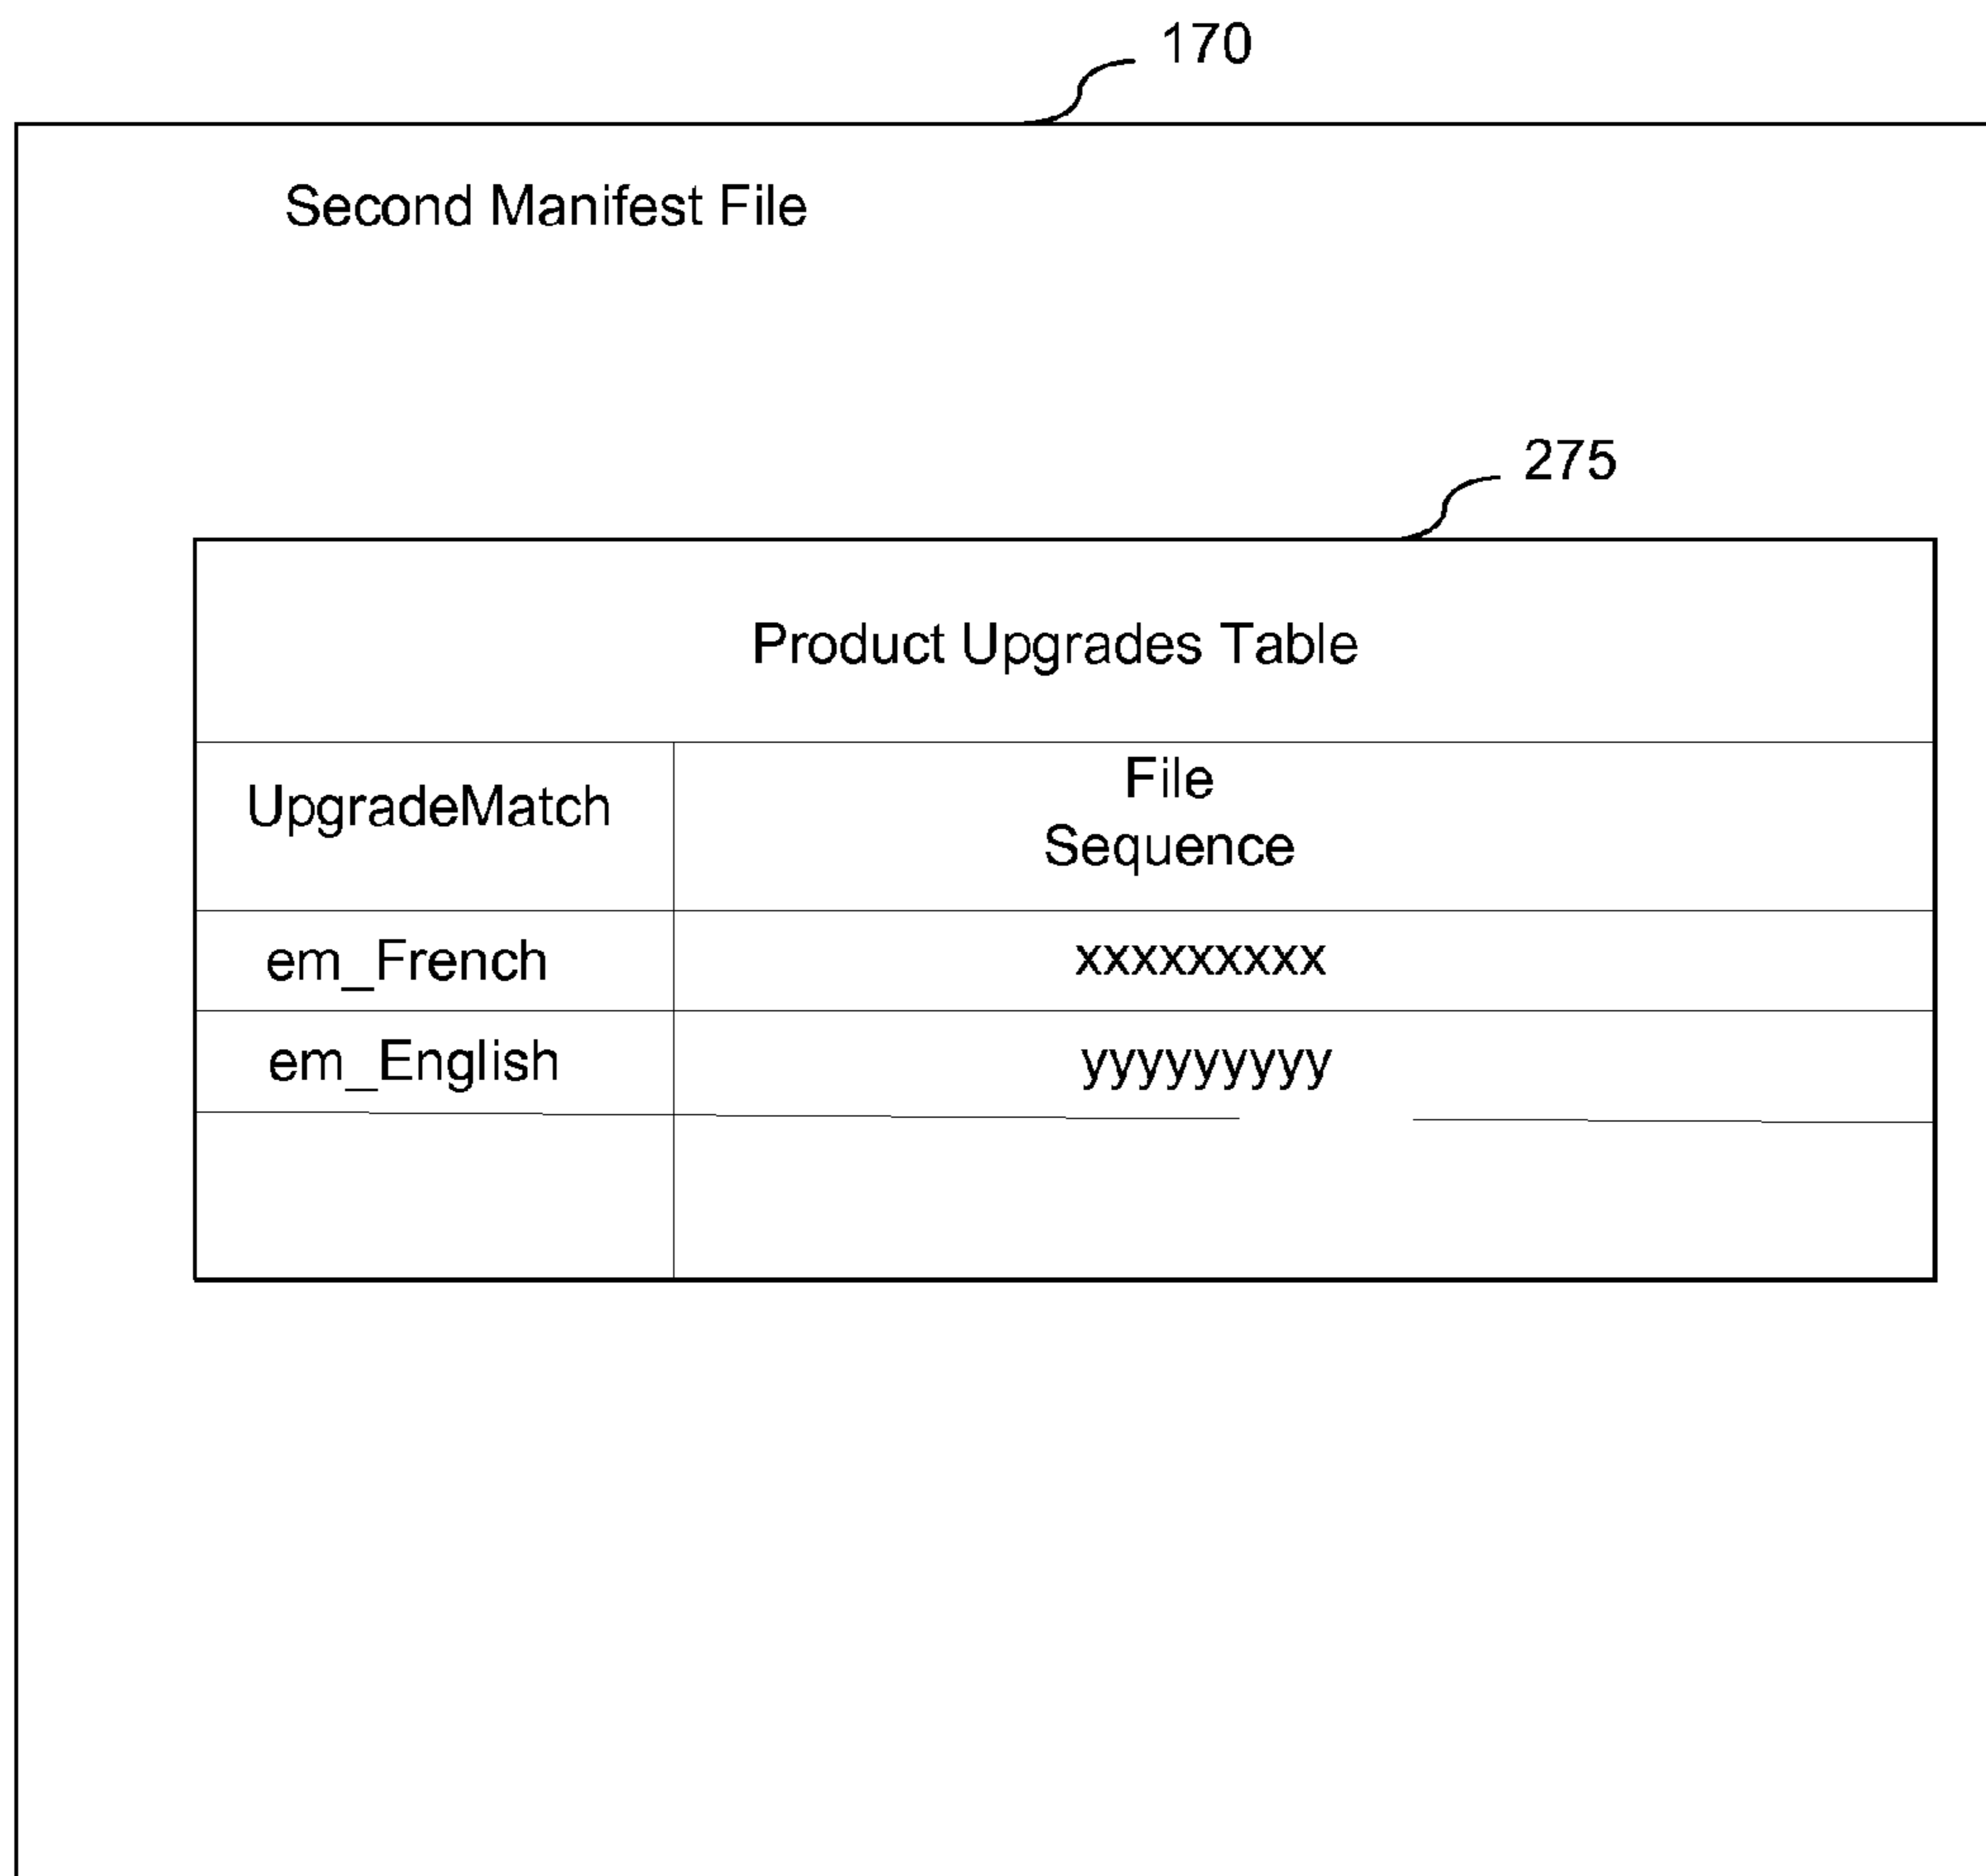 170
Second Manifest File
275
Product Upgrades Table
UpgradeMatch
File
Sequence
em_French
xxxxxxxxx
em_English
yyyyyyyyy